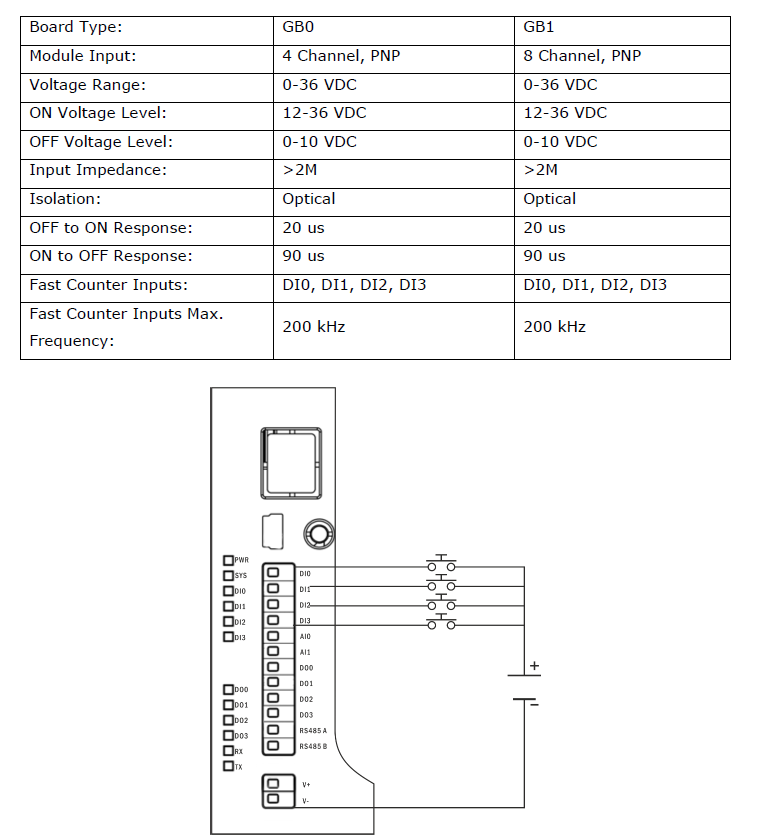 Board Type: GB0 GB1
Module Input: 4 Channel, PNP 8 Channel, PNP
Voltage Range: 0-36 VDC 0-36 VDC
ON Voltage Level: 12-36 VDC 12-36 VDC
OFF Voltage Level: 0-10 VDC 0-10 VDC
Input Impedance: >2M >2M
Isolation: Optical Optical
OFF to ON Response: 20 us 20 us
ON to OFF Response: 90 us 90 us
Fast Counter Inputs: DI0, DI1, DI2, DI3 DI0, DI1, DI2, DI3
Fast Counter Inputs Max.
Frequency: 200 kHz 200 kHz
PWR
SYS
DI0
DI1
DI2
DI3
DO0
DO1
DO2
DO3
RX
TX
DI0
DI1
DI2
DI3
AI0
AI1
DO0
DO1
DO2
DO3
RS485 A
RS485 B
V+
V-
+
-